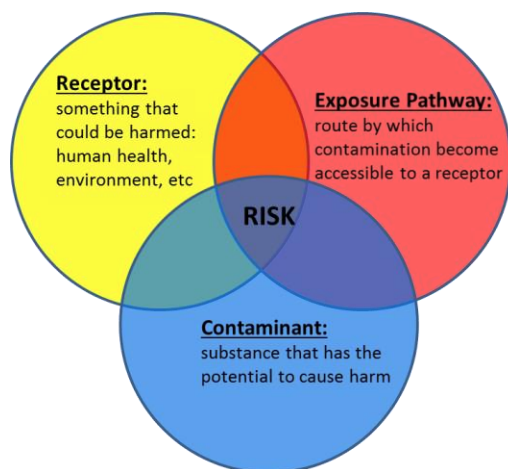 Receptor:
something that
could be harmed:
human health,
environment, etc
Exposure Pathway:
route by which
contamination become
accessible to a receptor
RISK
Contaminant:
substance that has the
potential to cause harm